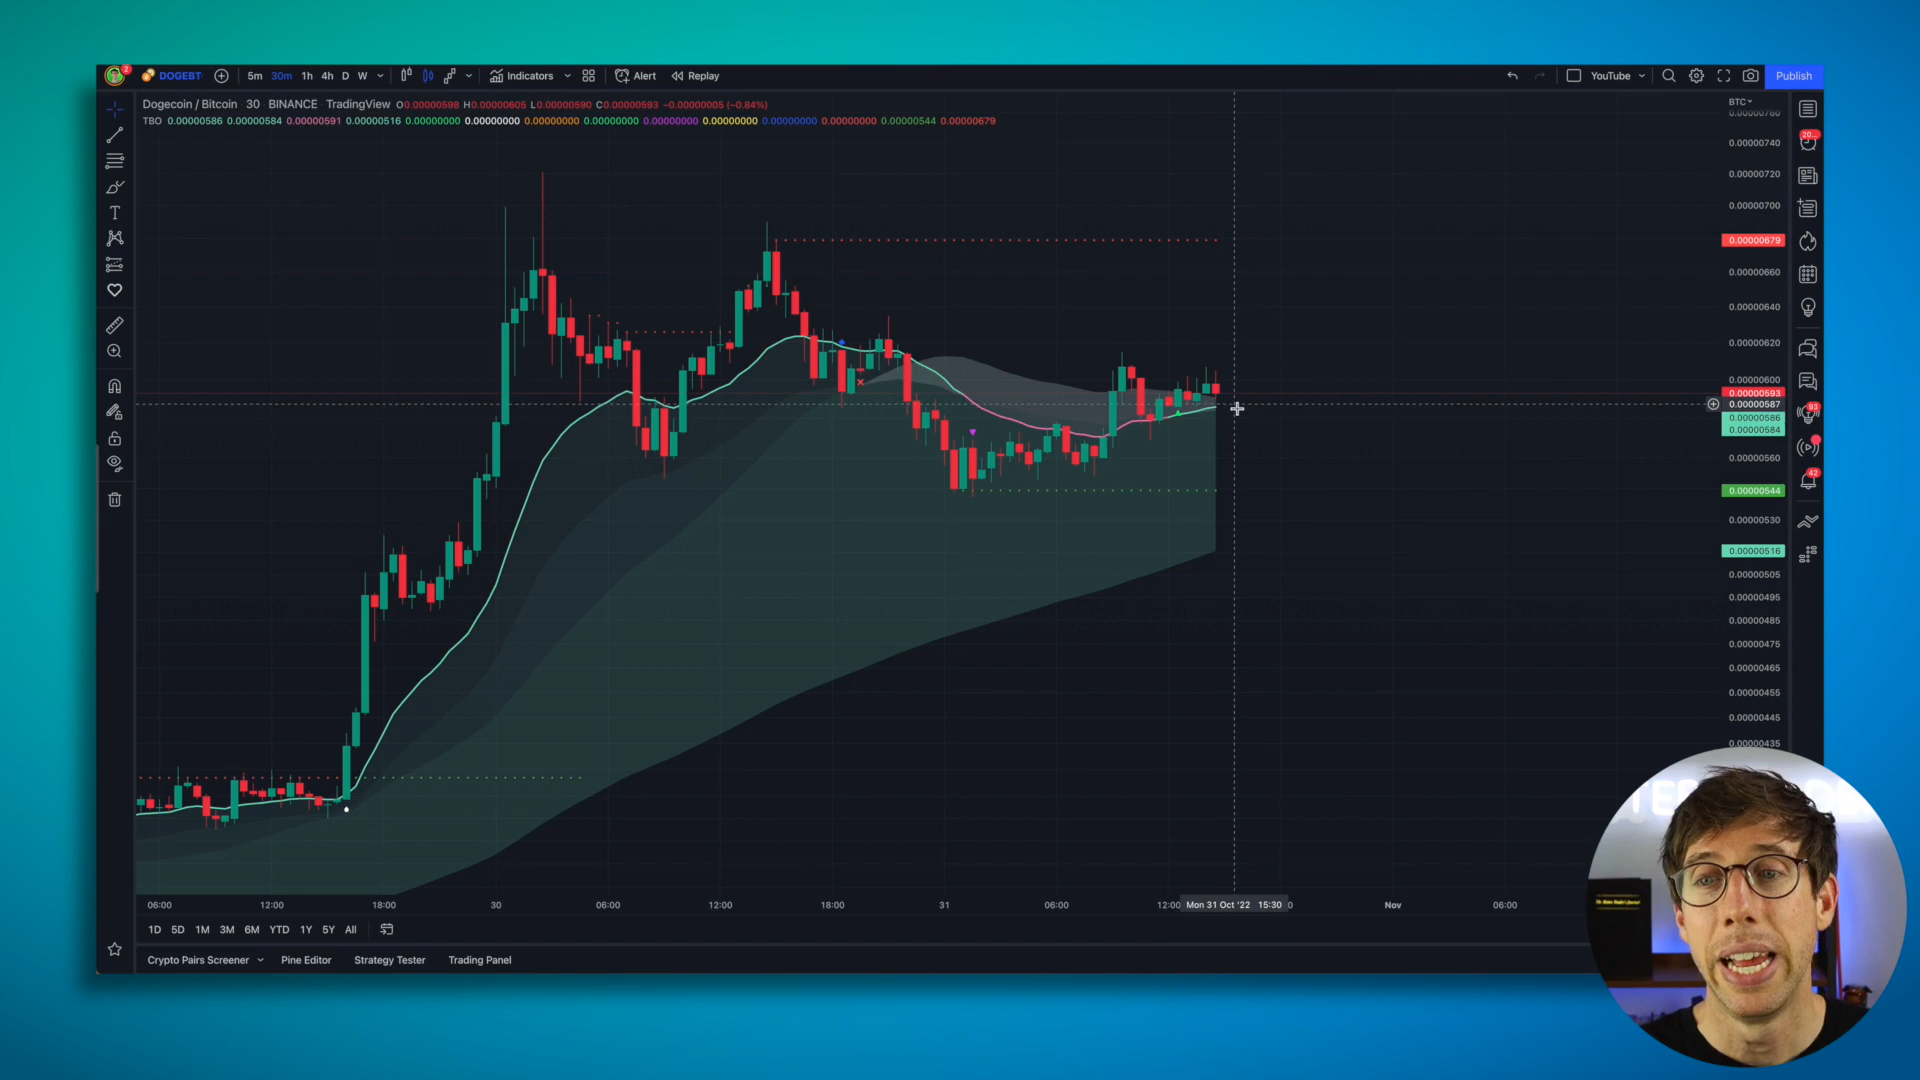 2
DOGEBT
5m 30m 1h 4h D W
Indicators
Alert
Replay
YouTube
Publish
Dogecoin / Bitcoin · 30 · BINANCE · TradingView O0.00000598 H0.00000605 L0.00000590 C0.00000593 −0.00000005 (−0.84%)
TBO 0.00000586 0.00000584 0.00000591 0.00000516 0.00000000 0.00000000 0.00000000 0.00000000 0.00000000 0.00000000 0.00000000 0.00000000 0.00000544 0.00000679
BTC
0.00000760
0.00000740
0.00000720
0.00000700
0.00000679
0.00000660
0.00000640
0.00000620
0.00000600
0.00000593
0.00000587
0.00000586
0.00000584
0.00000560
0.00000544
0.00000530
0.00000516
0.00000505
0.00000495
0.00000485
0.00000475
0.00000465
0.00000455
0.00000445
0.00000435
20...
93
42
06:00 12:00 18:00 30 06:00 12:00 18:00 31 06:00 12:00 Mon 31 Oct '22 15:30 0 Nov 06:00
1D 5D 1M 3M 6M YTD 1Y 5Y All
Crypto Pairs Screener Pine Editor Strategy Tester Trading Panel